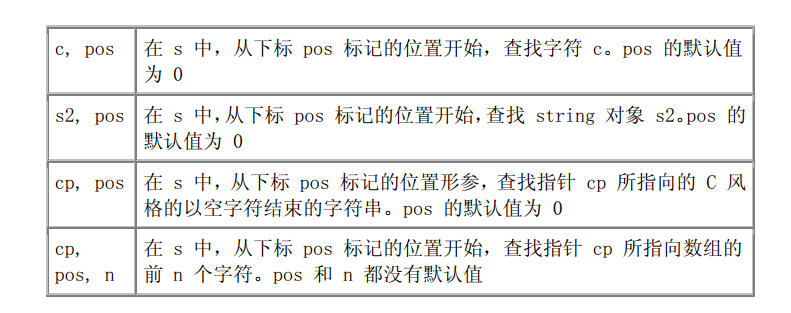 c, pos 在 s 中，从下标 pos 标记的位置开始，查找字符 c。pos 的默认值
为 0
s2, pos 在 s 中，从下标 pos 标记的位置开始，查找 string 对象 s2。pos 的
默认值为 0
cp, pos 在 s 中，从下标 pos 标记的位置形参，查找指针 cp 所指向的 C 风
格的以空字符结束的字符串。pos 的默认值为 0
cp, 在 s 中，从下标 pos 标记的位置开始，查找指针 cp 所指向数组的
pos, n 前 n 个字符。pos 和 n 都没有默认值